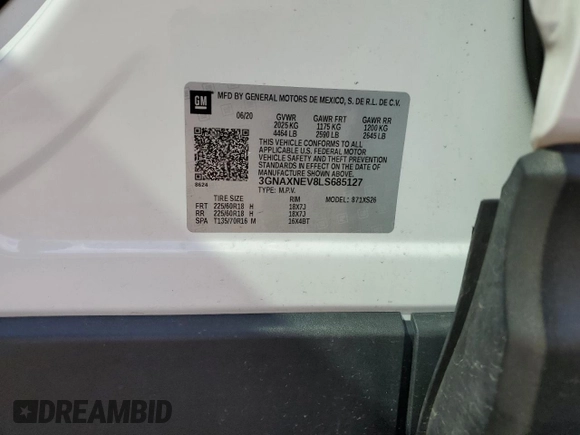 GM
MFD BY GENERAL MOTORS DE MEXICO, S. DE R.L. DE C.V.
06/20 GVWR GAWR FRT GAWR RR
2025 KG 1175 KG 1200 KG
4464 LB 2590 LB 2645 LB
THIS VEHICLE CONFORMS TO ALL
APPLICABLE U.S. FEDERAL MOTOR
VEHICLE SAFETY, BUMPER, AND THEFT
PREVENTION STANDARDS IN EFFECT ON
THE DATE OF MANUFACTURE SHOWN ABOVE.
3GNAXNEV8LS685127
8624 TYPE: M.P.V.
TIRE SIZE RIM MODEL: 871XS26
FRT 225/60R18 H 18X7J
RR 225/60R18 H 18X7J
SPA T135/70R16 M 16X4BT
DREAMBID